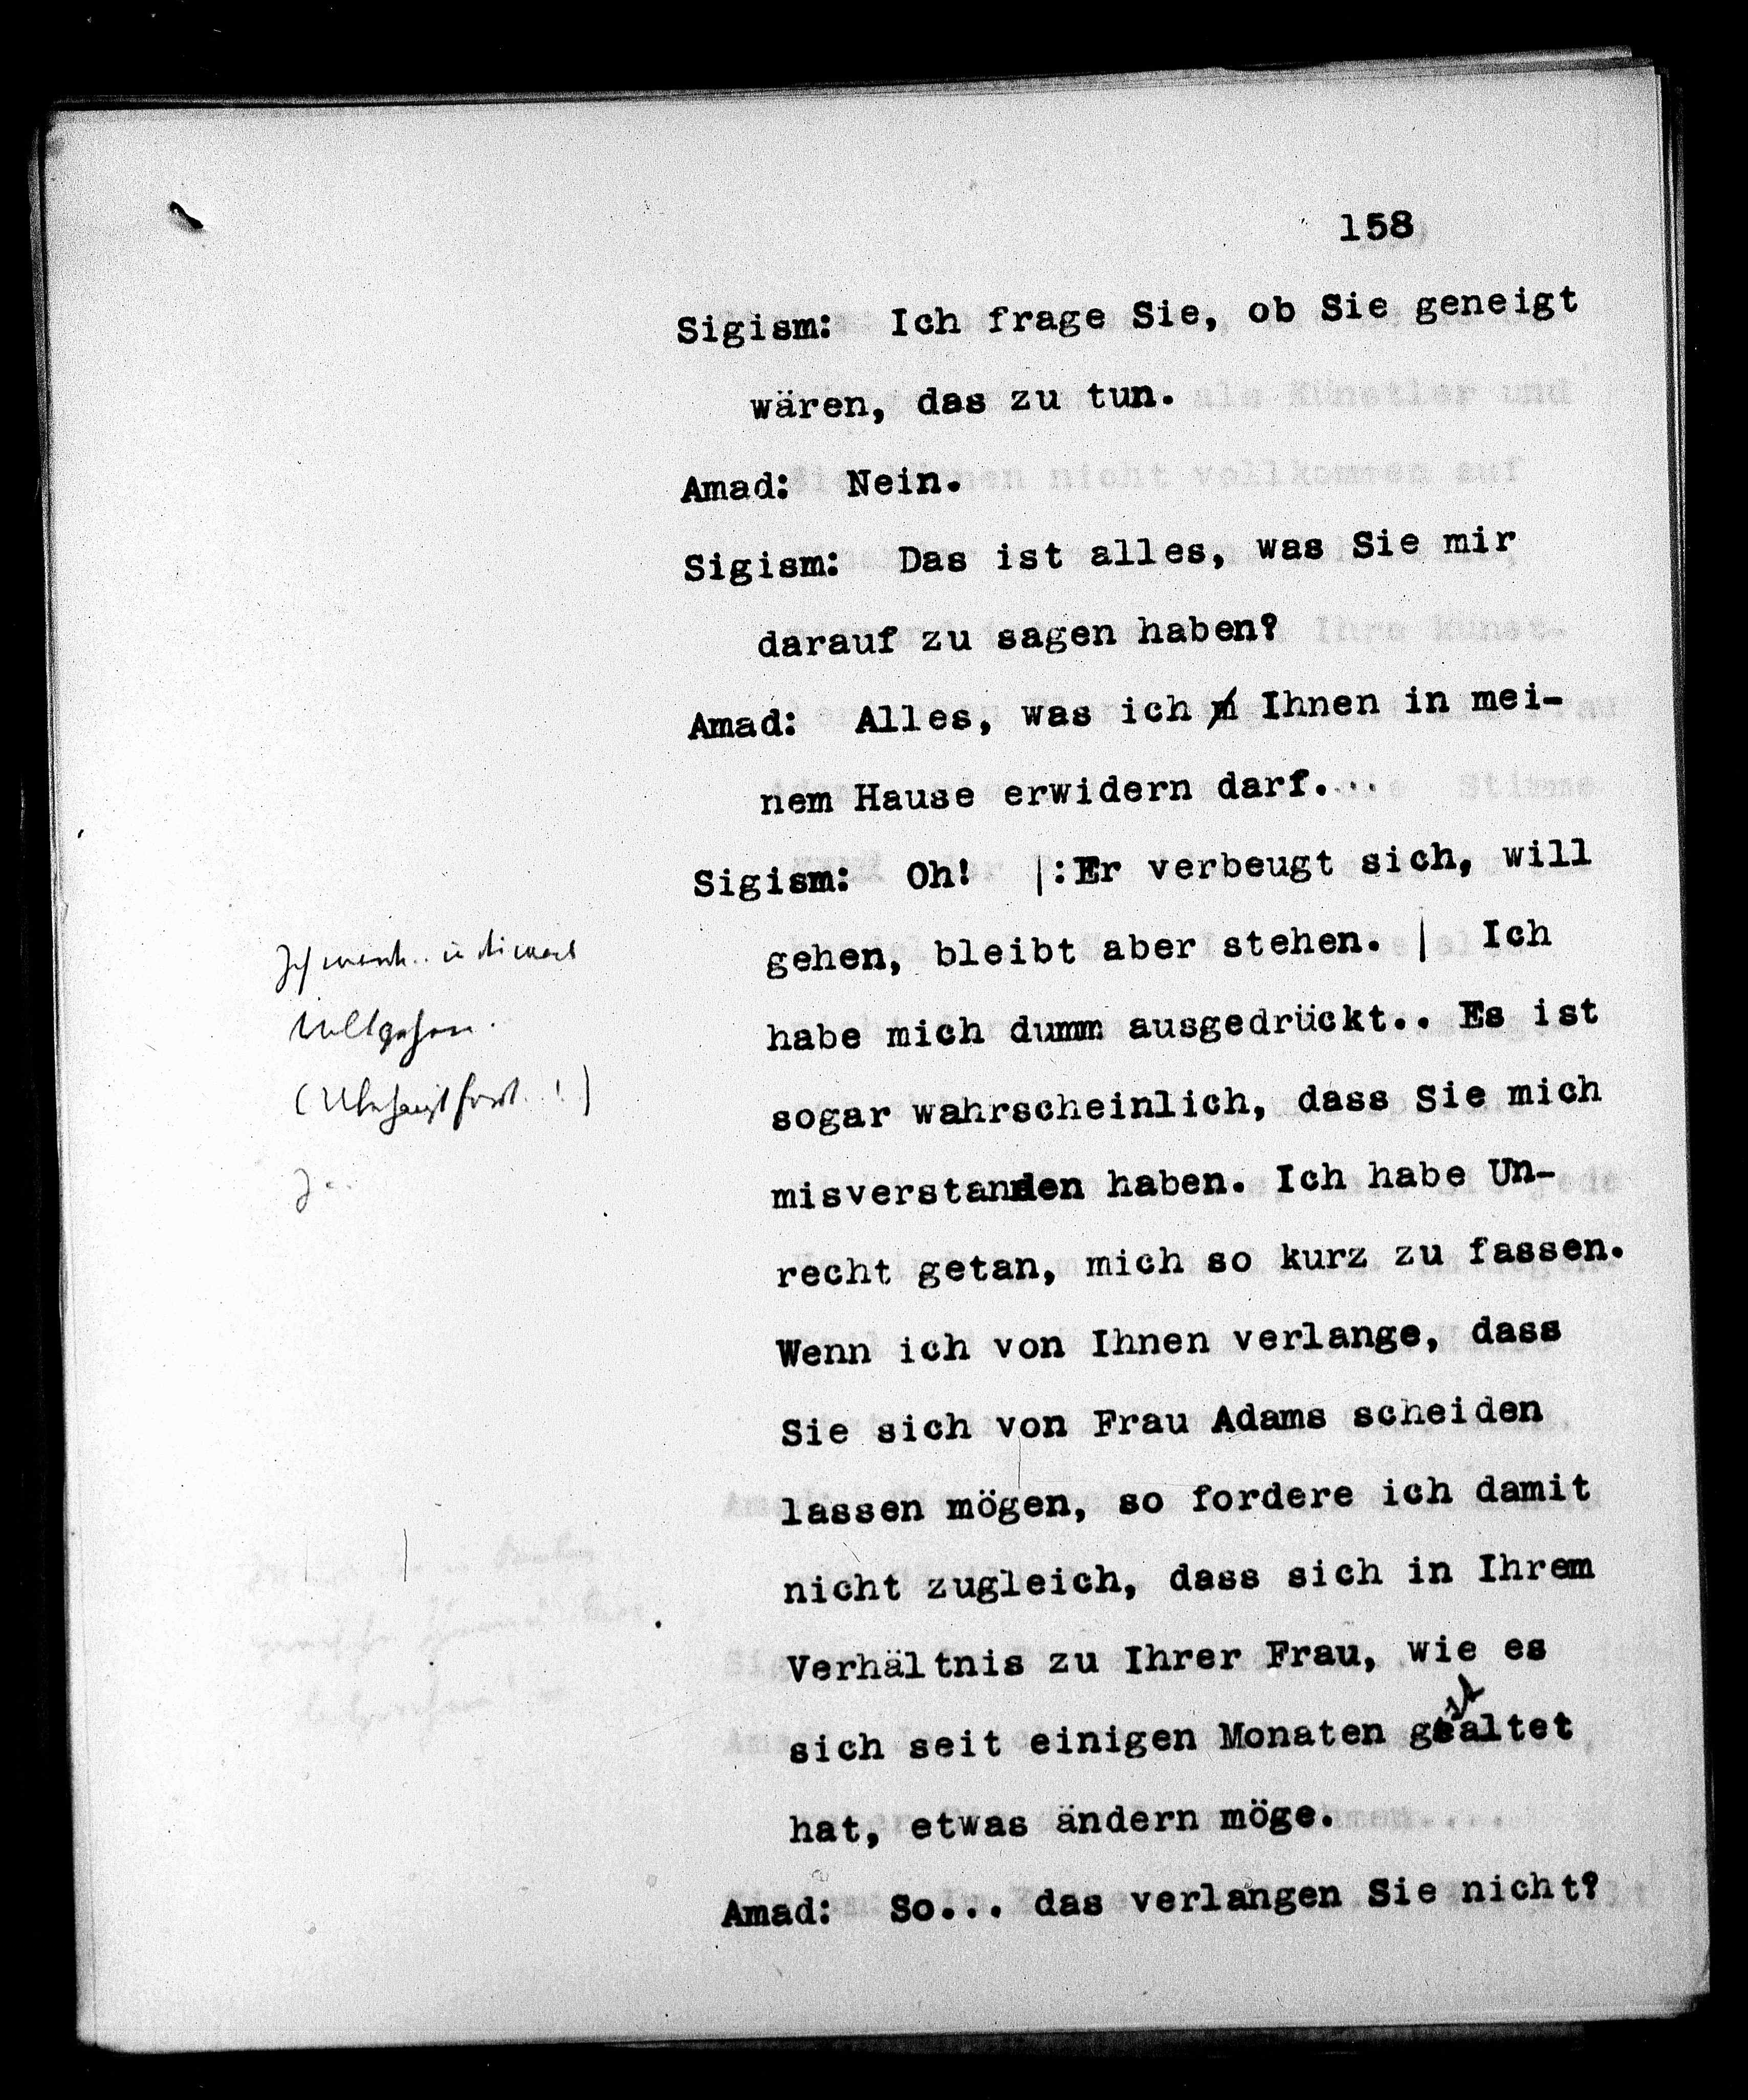 158
Sigism: Ich frage Sie, ob Sie geneigt
wären, das zu tun.
Amad: Nein.
Sigism: Das ist alles, was Sie mir
darauf zu sagen haben?
Amad: Alles, was ich Ihnen in mei-
nem Hause erwidern darf...
Sigism: Oh! |:Er verbeugt sich, will
gehen, bleibt aber stehen. | Ich
habe mich dumm ausgedrückt.. Es ist
sogar wahrscheinlich, dass Sie mich
misverstanden haben. Ich habe Un-
recht getan, mich so kurz zu fassen.
Wenn ich von Ihnen verlange, dass
Sie sich von Frau Adams scheiden
lassen mögen, so fordere ich damit
nicht zugleich, dass sich in Ihrem
Verhältnis zu Ihrer Frau, wie es
sich seit einigen Monaten gestaltet
hat, etwas ändern möge.
Amad: So... das verlangen Sie nicht?